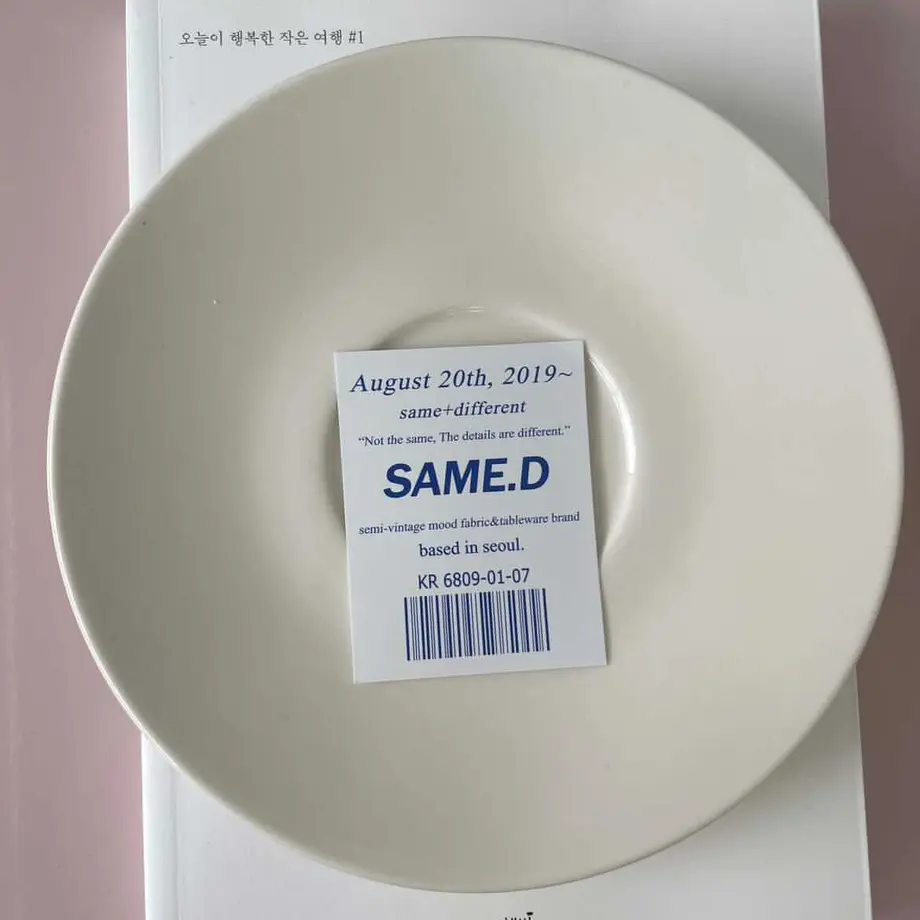 오늘이 행복한 작은 여행 #1
August 20th, 2019~
same+different
“Not the same, The details are different.”
SAME.D
semi-vintage mood fabric&tableware brand
based in seoul.
KR 6809-01-07